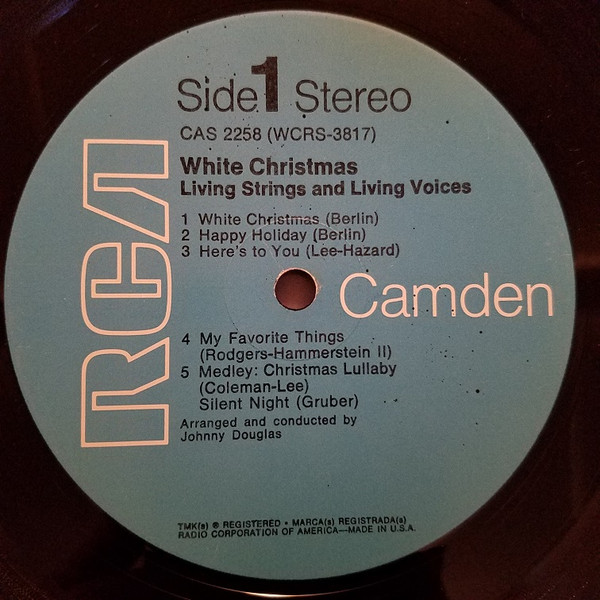 Side 1 Stereo
CAS 2258 (WCRS-3817)
White Christmas
Living Strings and Living Voices
1 White Christmas (Berlin)
2 Happy Holiday (Berlin)
3 Here's to You (Lee-Hazard)
RCA
Camden
4 My Favorite Things
(Rodgers-Hammerstein II)
5 Medley: Christmas Lullaby
(Coleman-Lee)
Silent Night (Gruber)
Arranged and conducted by
Johnny Douglas
TMK(s) ® REGISTERED • MARCA(s) REGISTRADA(s)
RADIO CORPORATION OF AMERICA—MADE IN U.S.A.